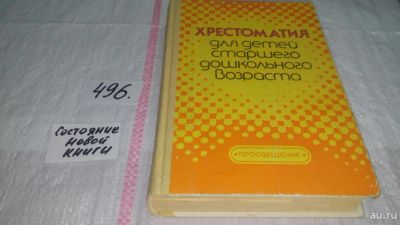 496.
Состояние
новой
книги
ХРЕСТОМАТИЯ
для детей
старшего
дошкольного
возраста
ПРОСВЕЩЕНИЕ
au.ru